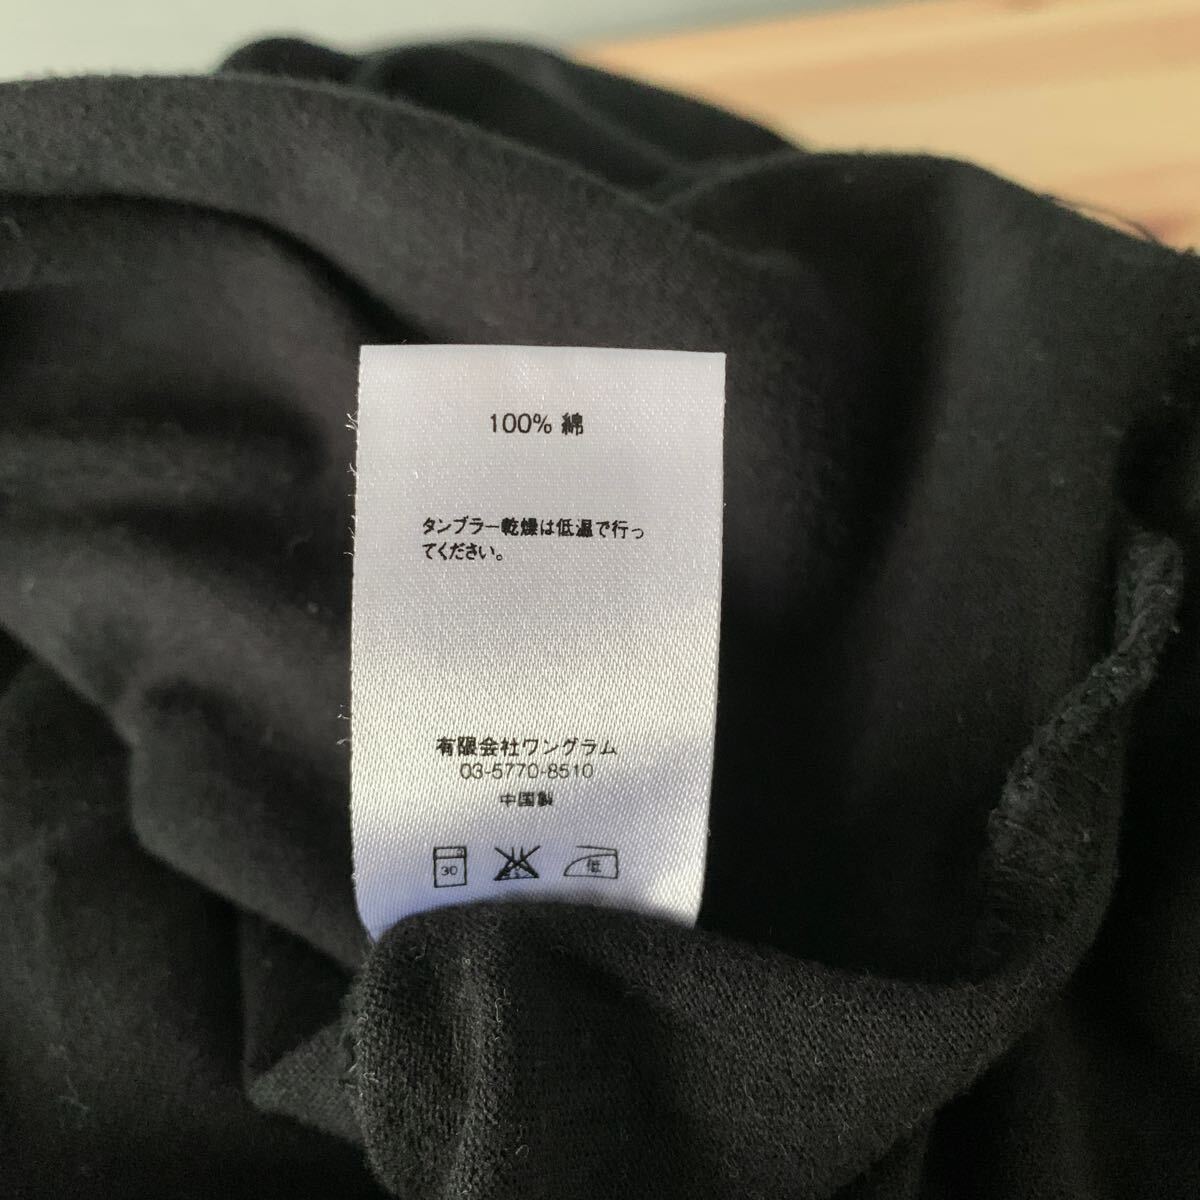 100% 綿
タンブラー乾燥は低温で行っ
てください。
有限会社ワングラム
03-5770-8510
中国製
30
低